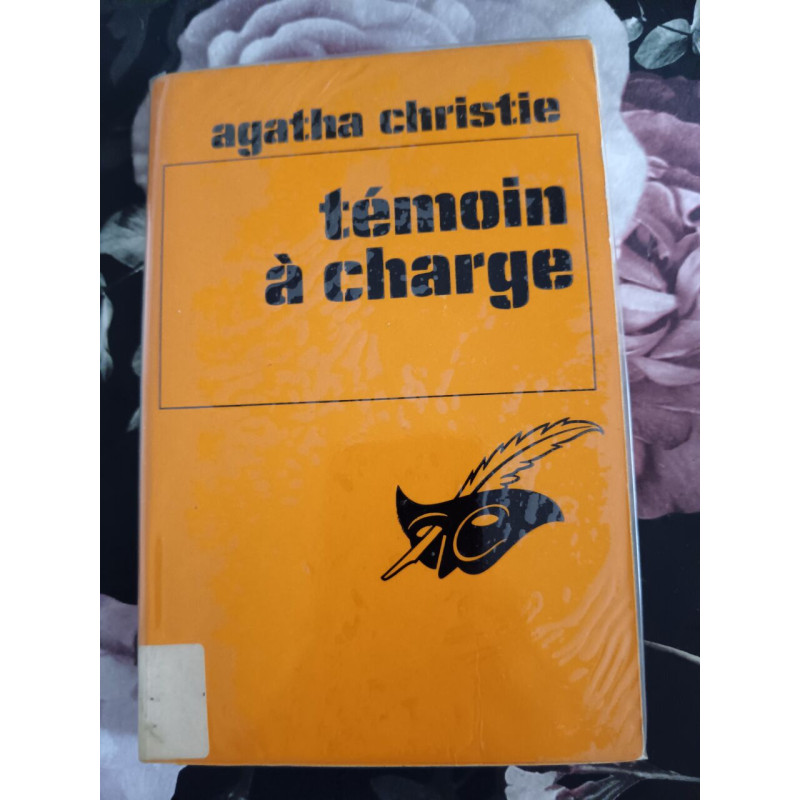 agatha christie
témoin
à charge